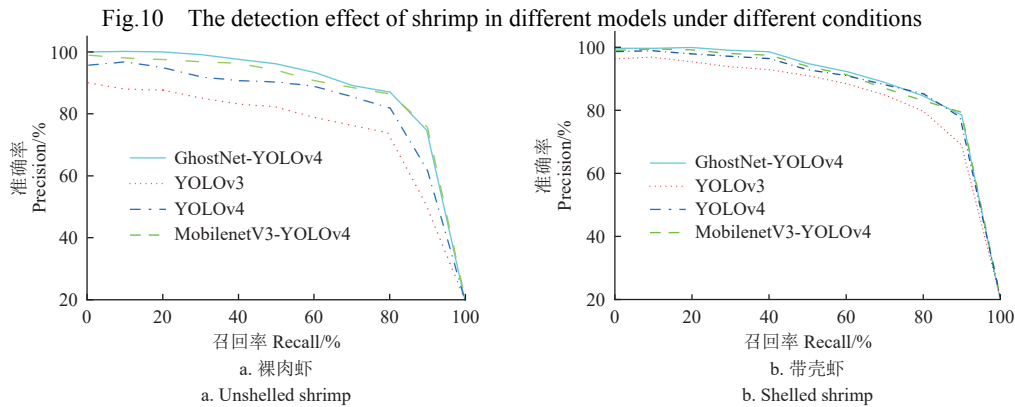 Fig.10 The detection effect of shrimp in different models under different conditions
100
80
60
40
20
准确率
Precision/%
GhostNet-YOLOv4
YOLOv3
YOLOv4
MobilenetV3-YOLOv4
0 20 40 60 80 100
召回率 Recall/%
a. 裸肉虾
a. Unshelled shrimp
100
80
60
40
20
准确率
Precision/%
GhostNet-YOLOv4
YOLOv3
YOLOv4
MobilenetV3-YOLOv4
0 20 40 60 80 100
召回率 Recall/%
b. 带壳虾
b. Shelled shrimp